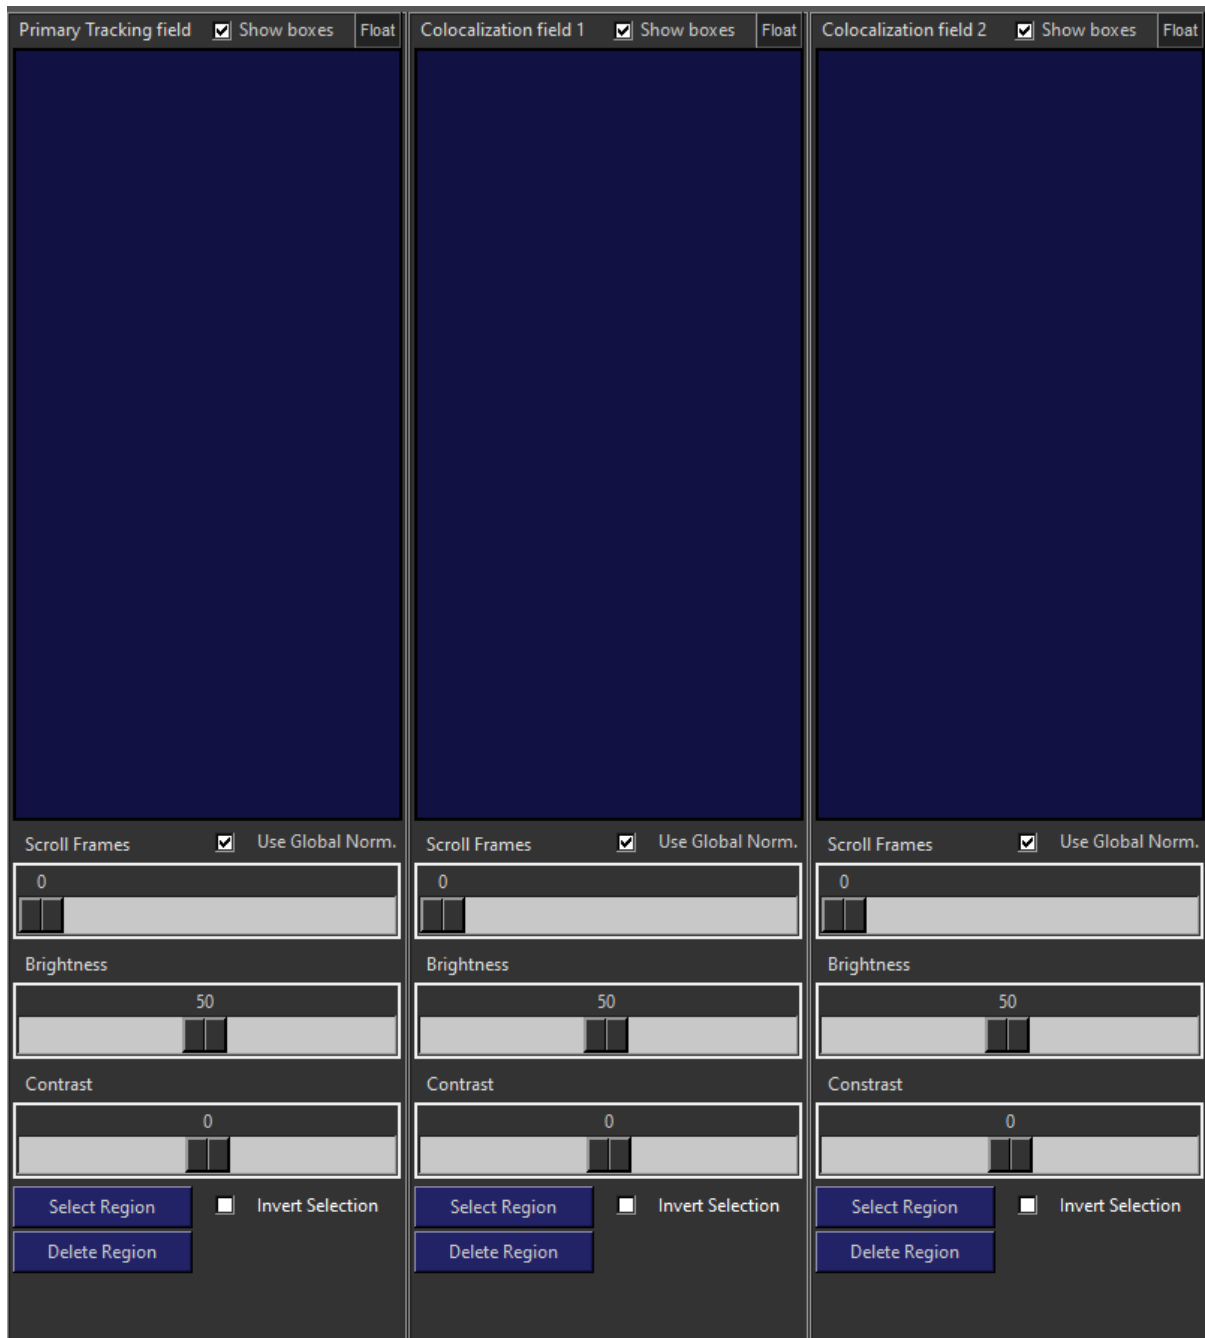 Primary Tracking field Show boxes Float
Scroll Frames Use Global Norm.
0
Brightness
50
Contrast
0
Select Region Invert Selection
Delete Region
Colocalization field 1 Show boxes Float
Scroll Frames Use Global Norm.
0
Brightness
50
Contrast
0
Select Region Invert Selection
Delete Region
Colocalization field 2 Show boxes Float
Scroll Frames Use Global Norm.
0
Brightness
50
Constrast
0
Select Region Invert Selection
Delete Region